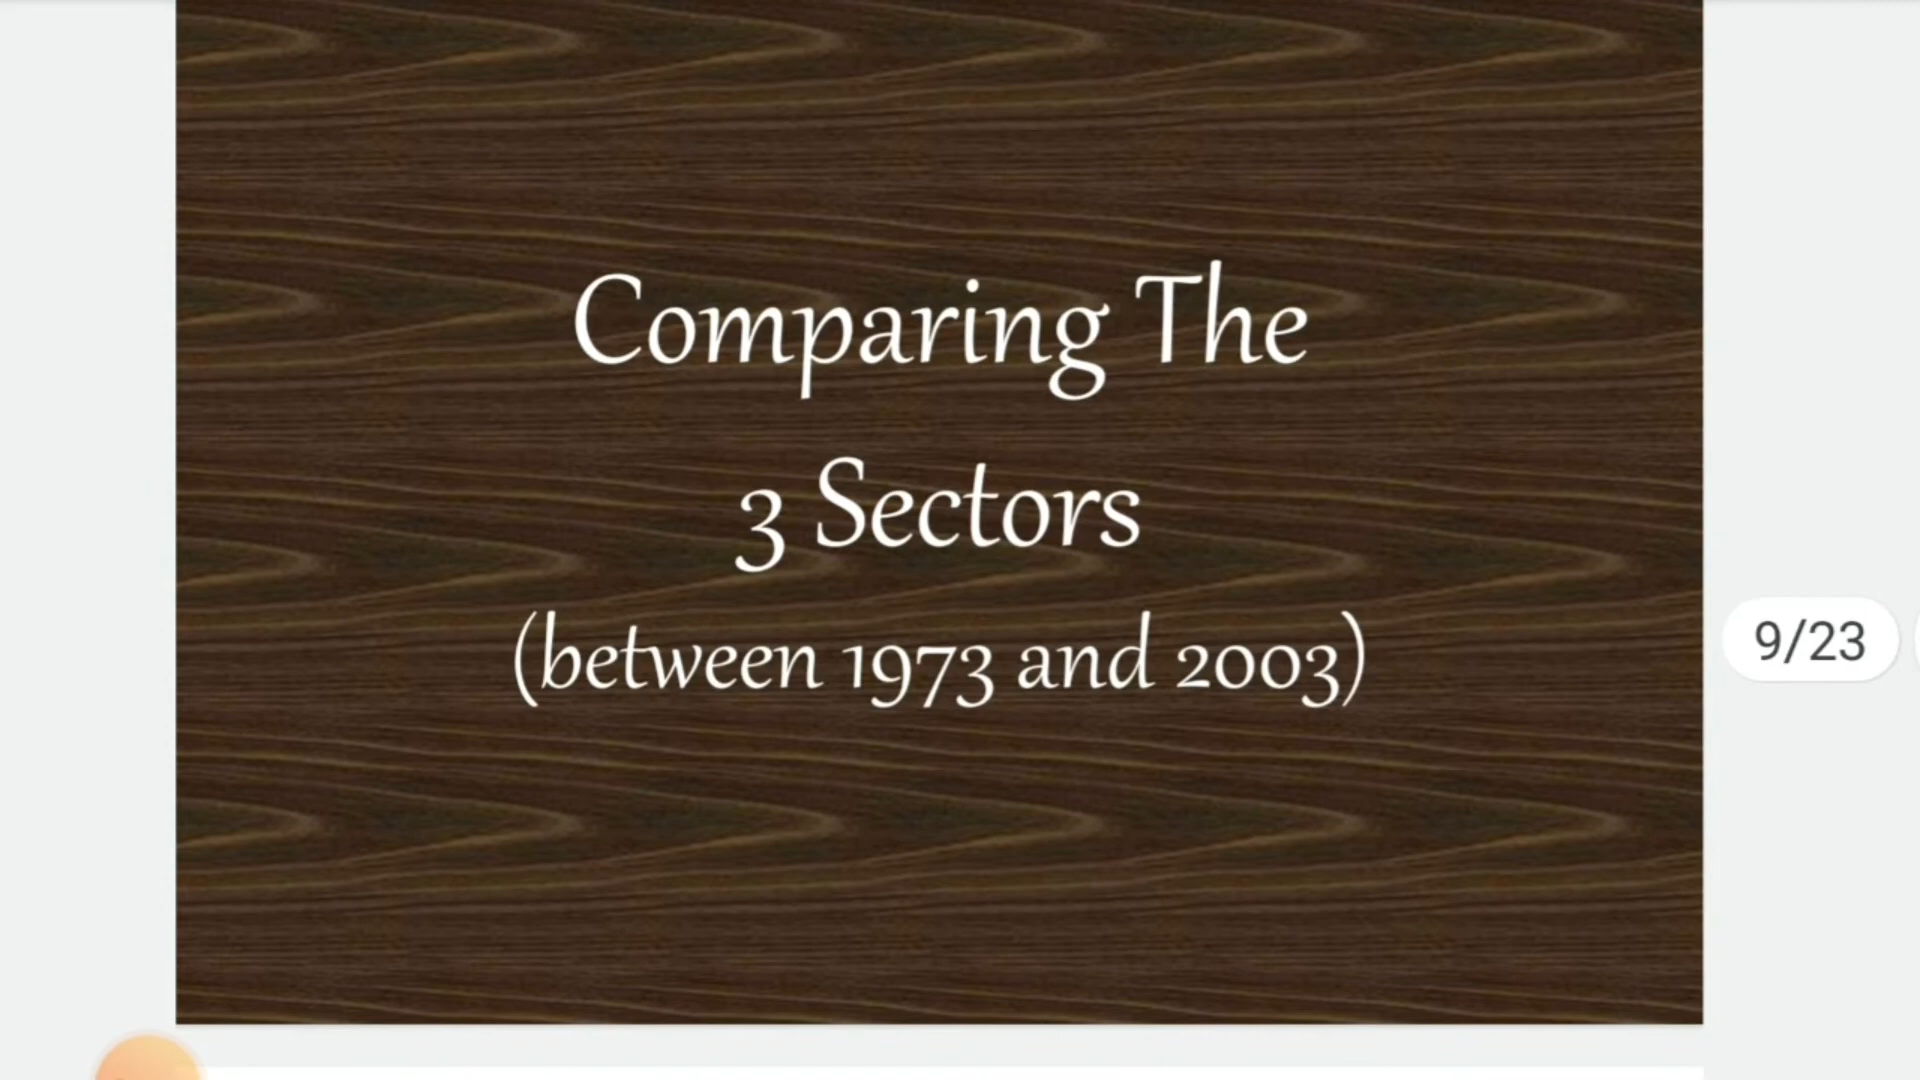 Comparing The
3 Sectors
(between 1973 and 2003)
9/23